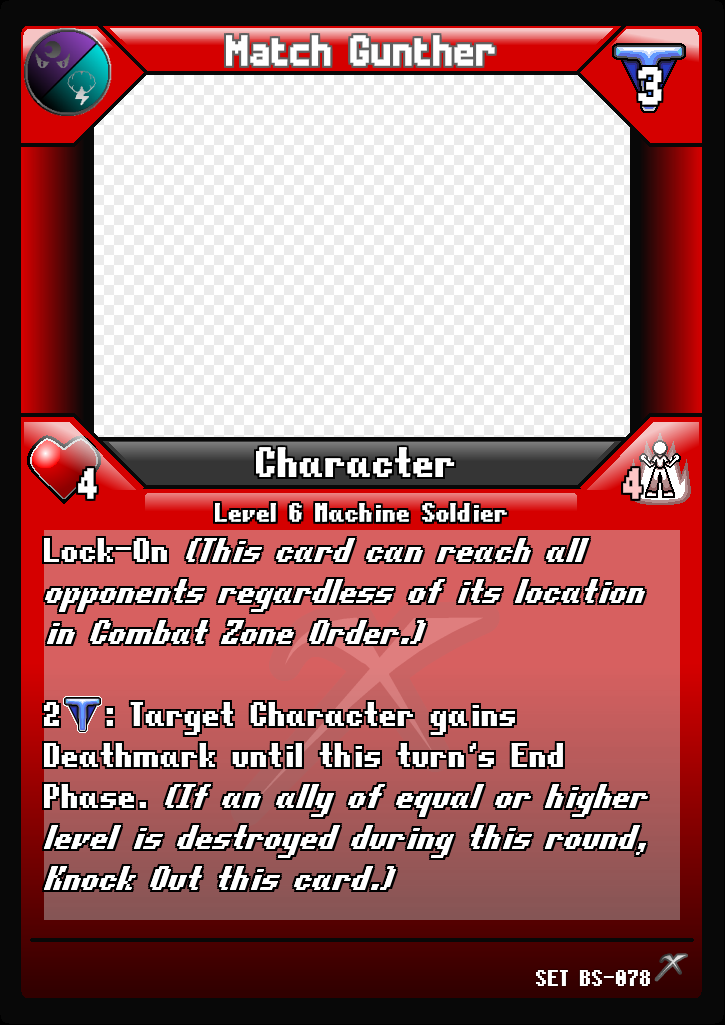 Match Gunther
3
Character
4
4
Level 6 Machine Soldier
Lock-On (This card can reach all
opponents regardless of its location
in Combat Zone Order.)
2T: Target Character gains
Deathmark until this turn's End
Phase. (If an ally of equal or higher
level is destroyed during this round,
Knock Out this card.)
SET BS-078